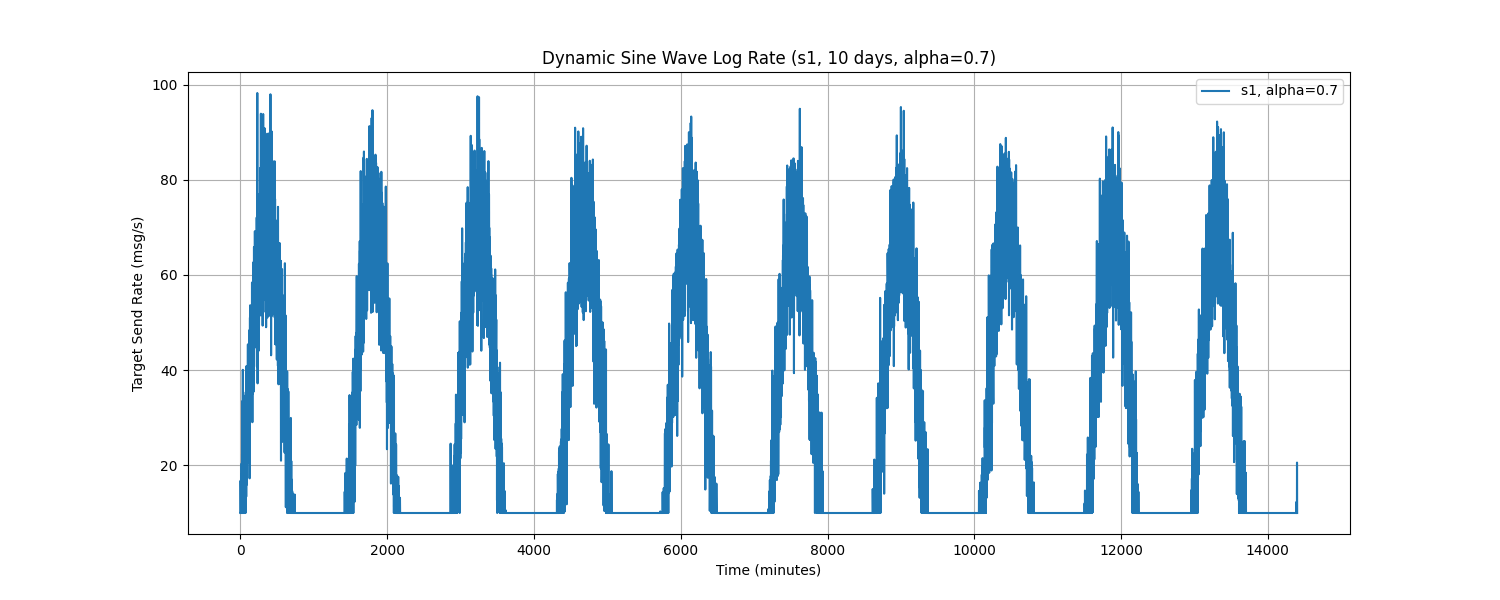 Dynamic Sine Wave Log Rate (s1, 10 days, alpha=0.7)
s1, alpha=0.7
Target Send Rate (msg/s)
100
80
60
40
20
0 2000 4000 6000 8000 10000 12000 14000
Time (minutes)